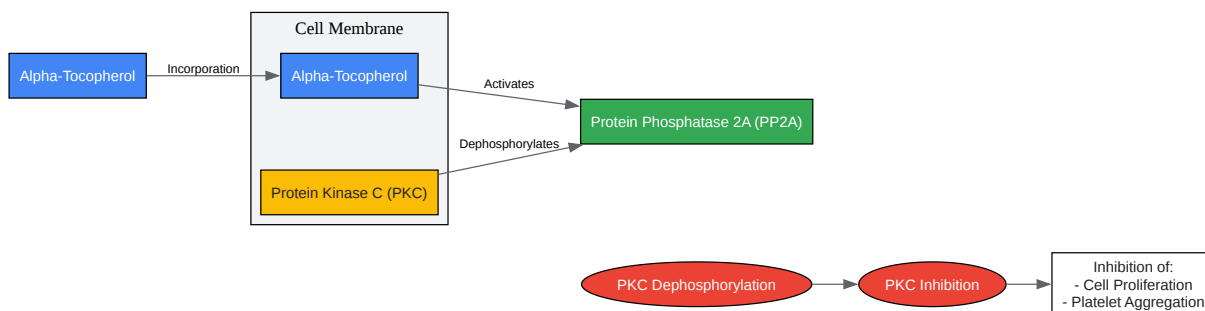 Cell Membrane
Alpha-Tocopherol
Incorporation
Alpha-Tocopherol
Activates
Protein Phosphatase 2A (PP2A)
Dephosphorylates
Protein Kinase C (PKC)
PKC Dephosphorylation
PKC Inhibition
Inhibition of:
- Cell Proliferation
- Platelet Aggregation